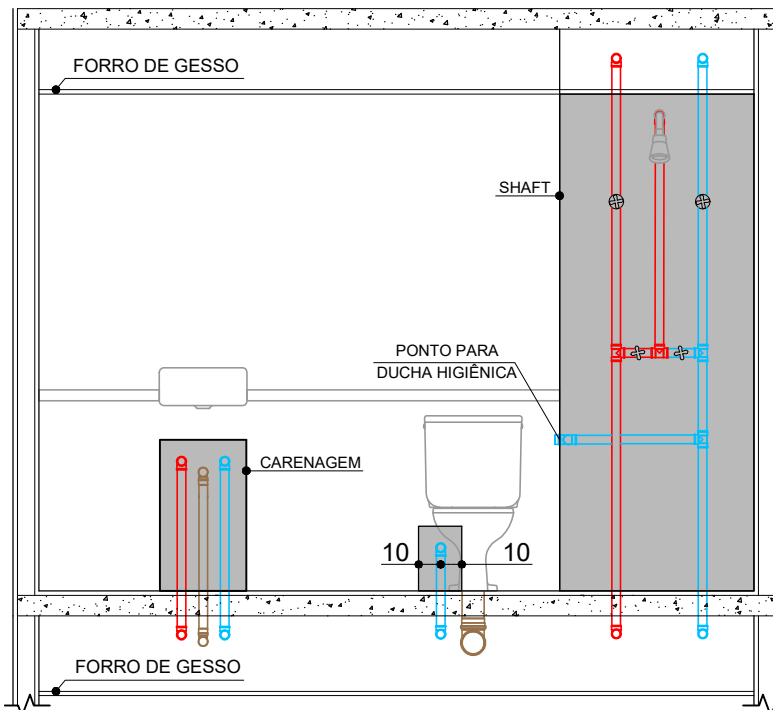 FORRO DE GESSO
SHAFT
PONTO PARA
DUCHA HIGIÊNICA
CARENAGEM
10
10
FORRO DE GESSO